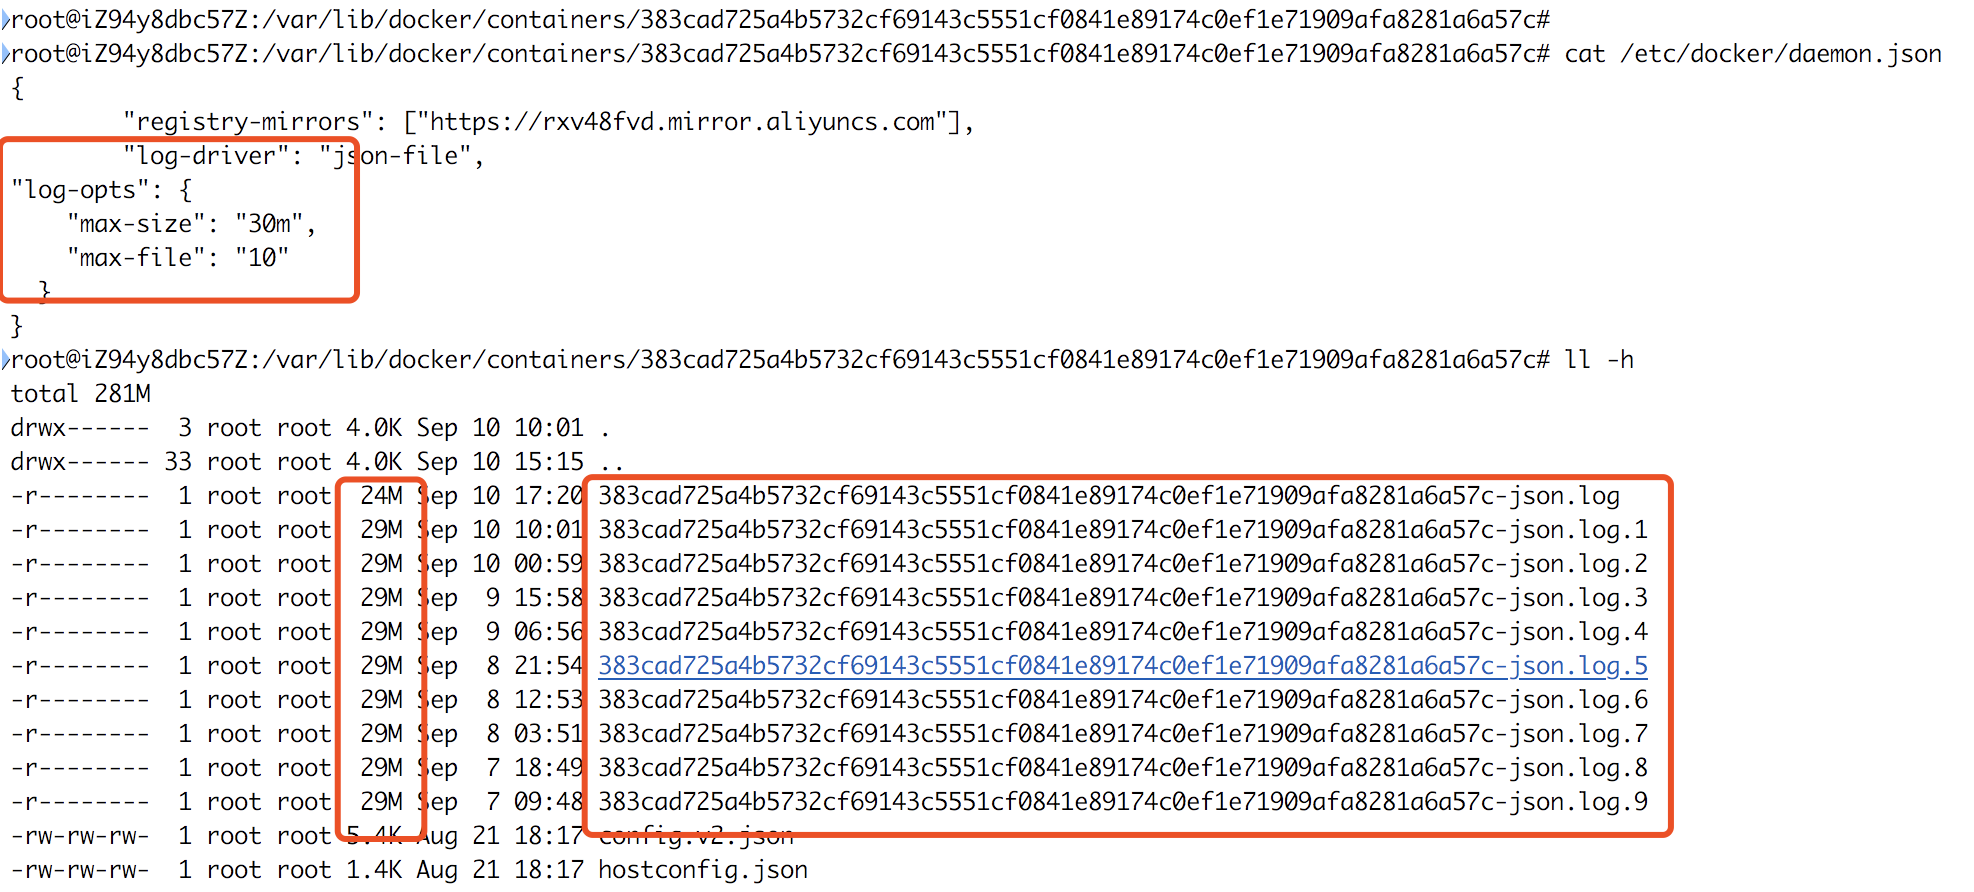 root@iZ94y8dbc57Z:/var/lib/docker/containers/383cad725a4b5732cf69143c5551cf0841e89174c0ef1e71909afa8281a6a57c#
root@iZ94y8dbc57Z:/var/lib/docker/containers/383cad725a4b5732cf69143c5551cf0841e89174c0ef1e71909afa8281a6a57c# cat /etc/docker/daemon.json
{
        "registry-mirrors": ["https://rxv48fvd.mirror.aliyuncs.com"],
        "log-driver": "json-file",
"log-opts": {
    "max-size": "30m",
    "max-file": "10"
  }
}
root@iZ94y8dbc57Z:/var/lib/docker/containers/383cad725a4b5732cf69143c5551cf0841e89174c0ef1e71909afa8281a6a57c# ll -h
total 281M
drwx------  3 root root 4.0K Sep 10 10:01 .
drwx------ 33 root root 4.0K Sep 10 15:15 ..
-r--------  1 root root  24M Sep 10 17:20 383cad725a4b5732cf69143c5551cf0841e89174c0ef1e71909afa8281a6a57c-json.log
-r--------  1 root root  29M Sep 10 10:01 383cad725a4b5732cf69143c5551cf0841e89174c0ef1e71909afa8281a6a57c-json.log.1
-r--------  1 root root  29M Sep 10 00:59 383cad725a4b5732cf69143c5551cf0841e89174c0ef1e71909afa8281a6a57c-json.log.2
-r--------  1 root root  29M Sep  9 15:58 383cad725a4b5732cf69143c5551cf0841e89174c0ef1e71909afa8281a6a57c-json.log.3
-r--------  1 root root  29M Sep  9 06:56 383cad725a4b5732cf69143c5551cf0841e89174c0ef1e71909afa8281a6a57c-json.log.4
-r--------  1 root root  29M Sep  8 21:54 383cad725a4b5732cf69143c5551cf0841e89174c0ef1e71909afa8281a6a57c-json.log.5
-r--------  1 root root  29M Sep  8 12:53 383cad725a4b5732cf69143c5551cf0841e89174c0ef1e71909afa8281a6a57c-json.log.6
-r--------  1 root root  29M Sep  8 03:51 383cad725a4b5732cf69143c5551cf0841e89174c0ef1e71909afa8281a6a57c-json.log.7
-r--------  1 root root  29M Sep  7 18:49 383cad725a4b5732cf69143c5551cf0841e89174c0ef1e71909afa8281a6a57c-json.log.8
-r--------  1 root root  29M Sep  7 09:48 383cad725a4b5732cf69143c5551cf0841e89174c0ef1e71909afa8281a6a57c-json.log.9
-rw-rw-rw-  1 root root 5.4K Aug 21 18:17 config.v2.json
-rw-rw-rw-  1 root root 1.4K Aug 21 18:17 hostconfig.json